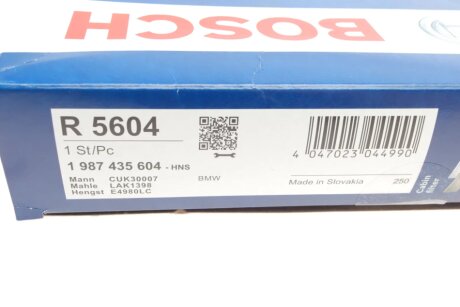 BOSCH
R 5604
1 St/Pc
1 987 435 604 - HNS
Mann CUK30007 BMW
Mahle LAK1398
Hengst E4980LC
4 047023 044990
Made in Slovakia 250
Cabin
filter